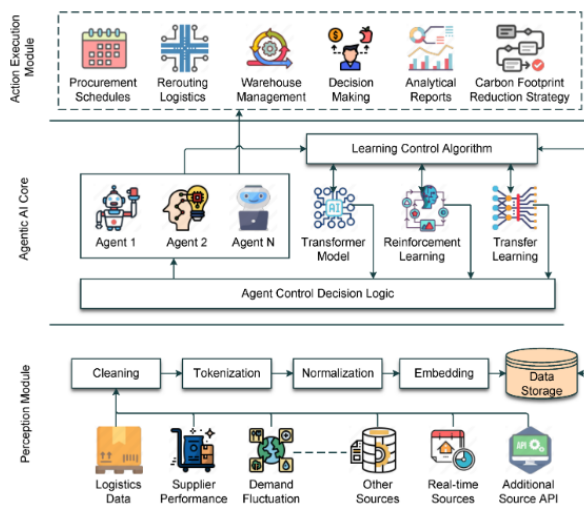 Action Execution
Module
Procurement
Schedules
Rerouting
Logistics
Warehouse
Management
Decision
Making
Analytical
Reports
Carbon Footprint
Reduction Strategy
Agentic AI Core
Learning Control Algorithm
Agent 1
Agent 2
Agent N
AI
Transformer
Model
Reinforcement
Learning
Transfer
Learning
Agent Control Decision Logic
Perception Module
Cleaning
Tokenization
Normalization
Embedding
Data
Storage
API
Logistics
Data
Supplier
Performance
Demand
Fluctuation
Other
Sources
Real-time
Sources
Additional
Source API